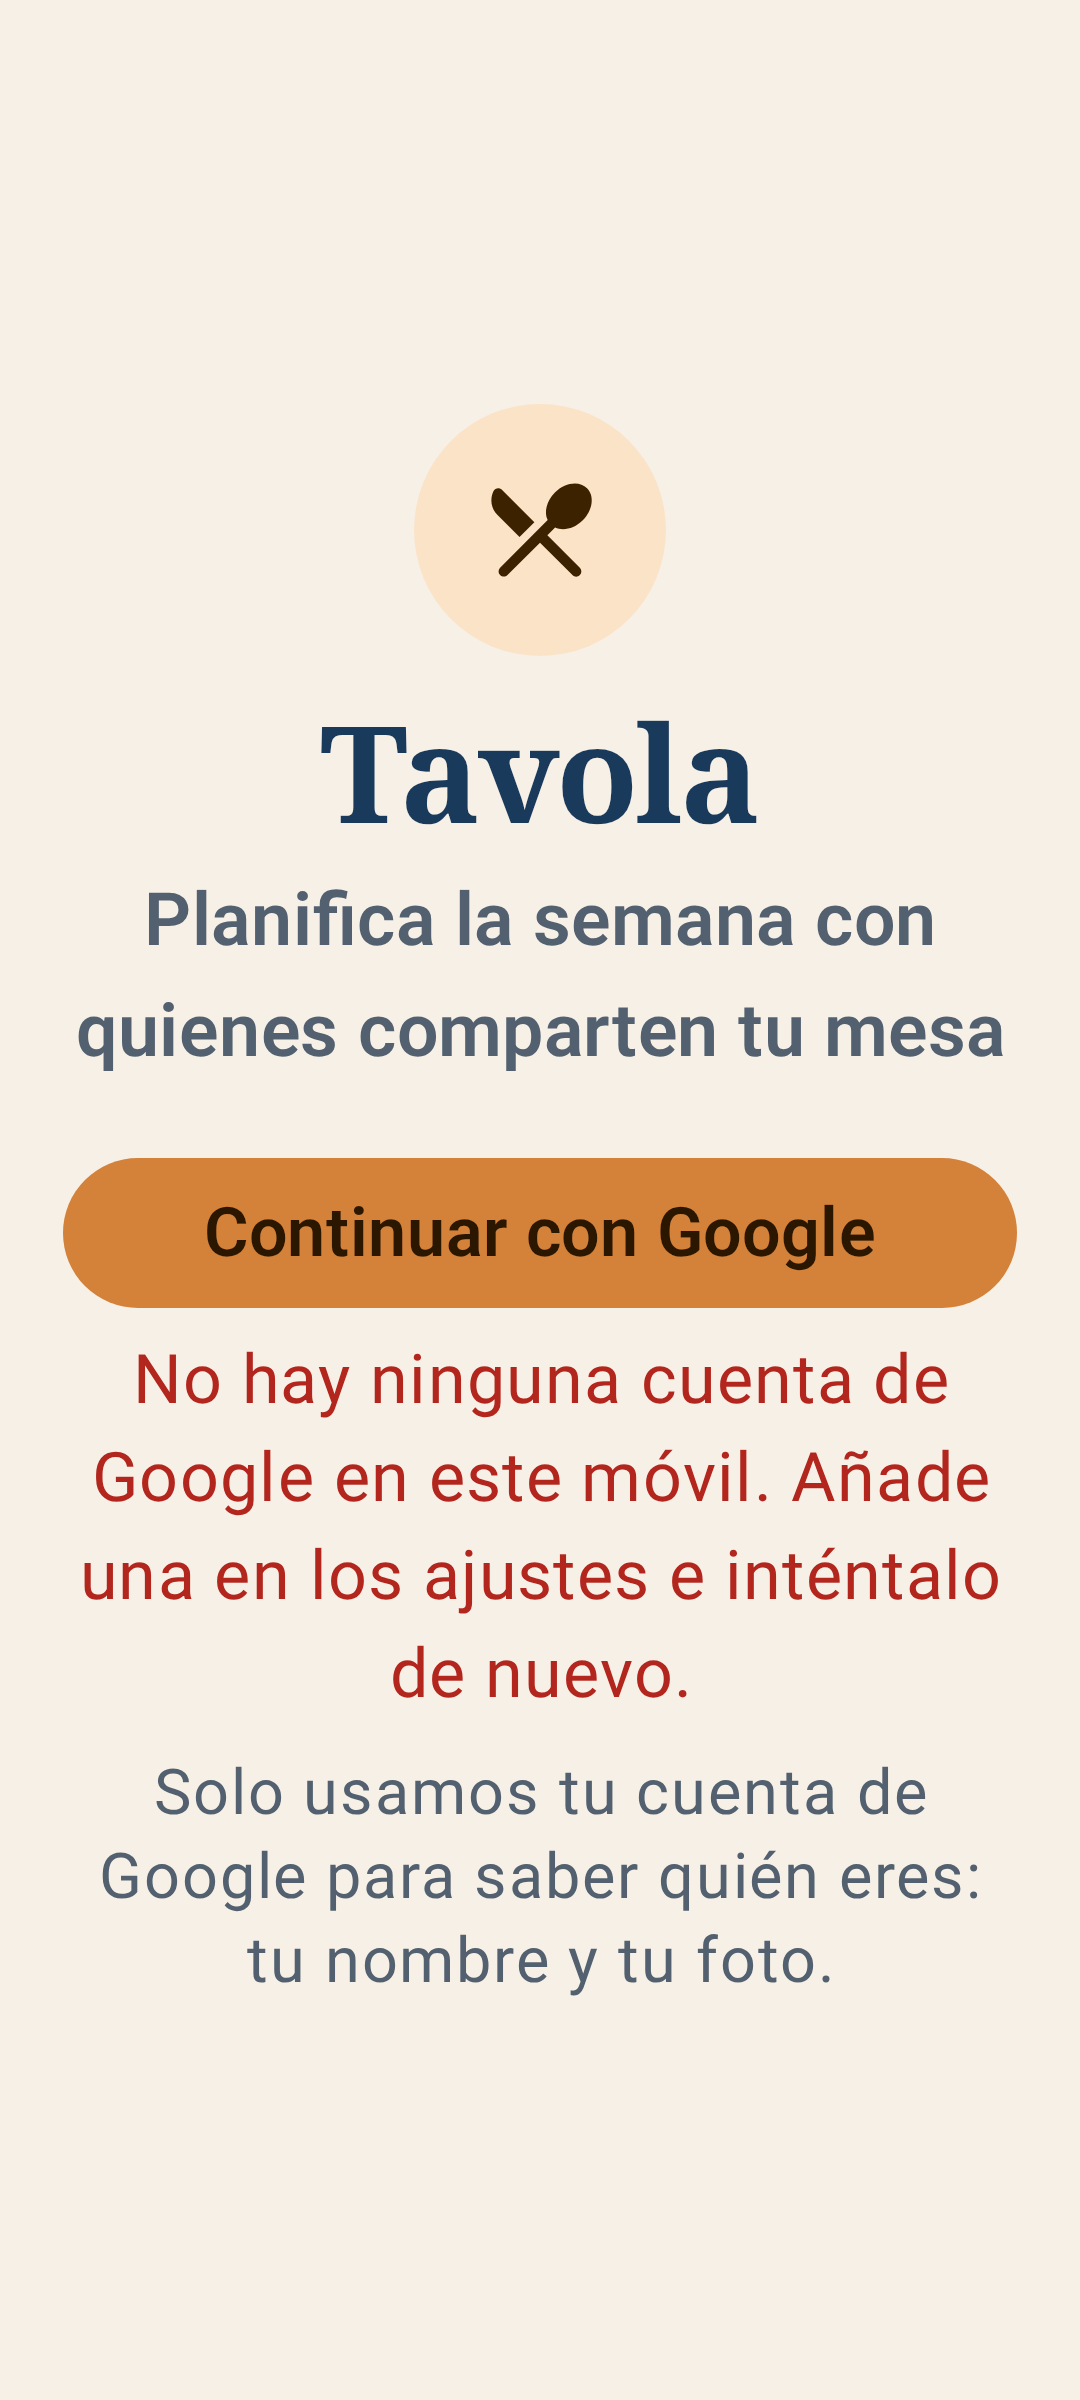 Tavola
Planifica la semana con
quienes comparten tu mesa
Continuar con Google
No hay ninguna cuenta de
Google en este móvil. Añade
una en los ajustes e inténtalo
de nuevo.
Solo usamos tu cuenta de
Google para saber quién eres:
tu nombre y tu foto.